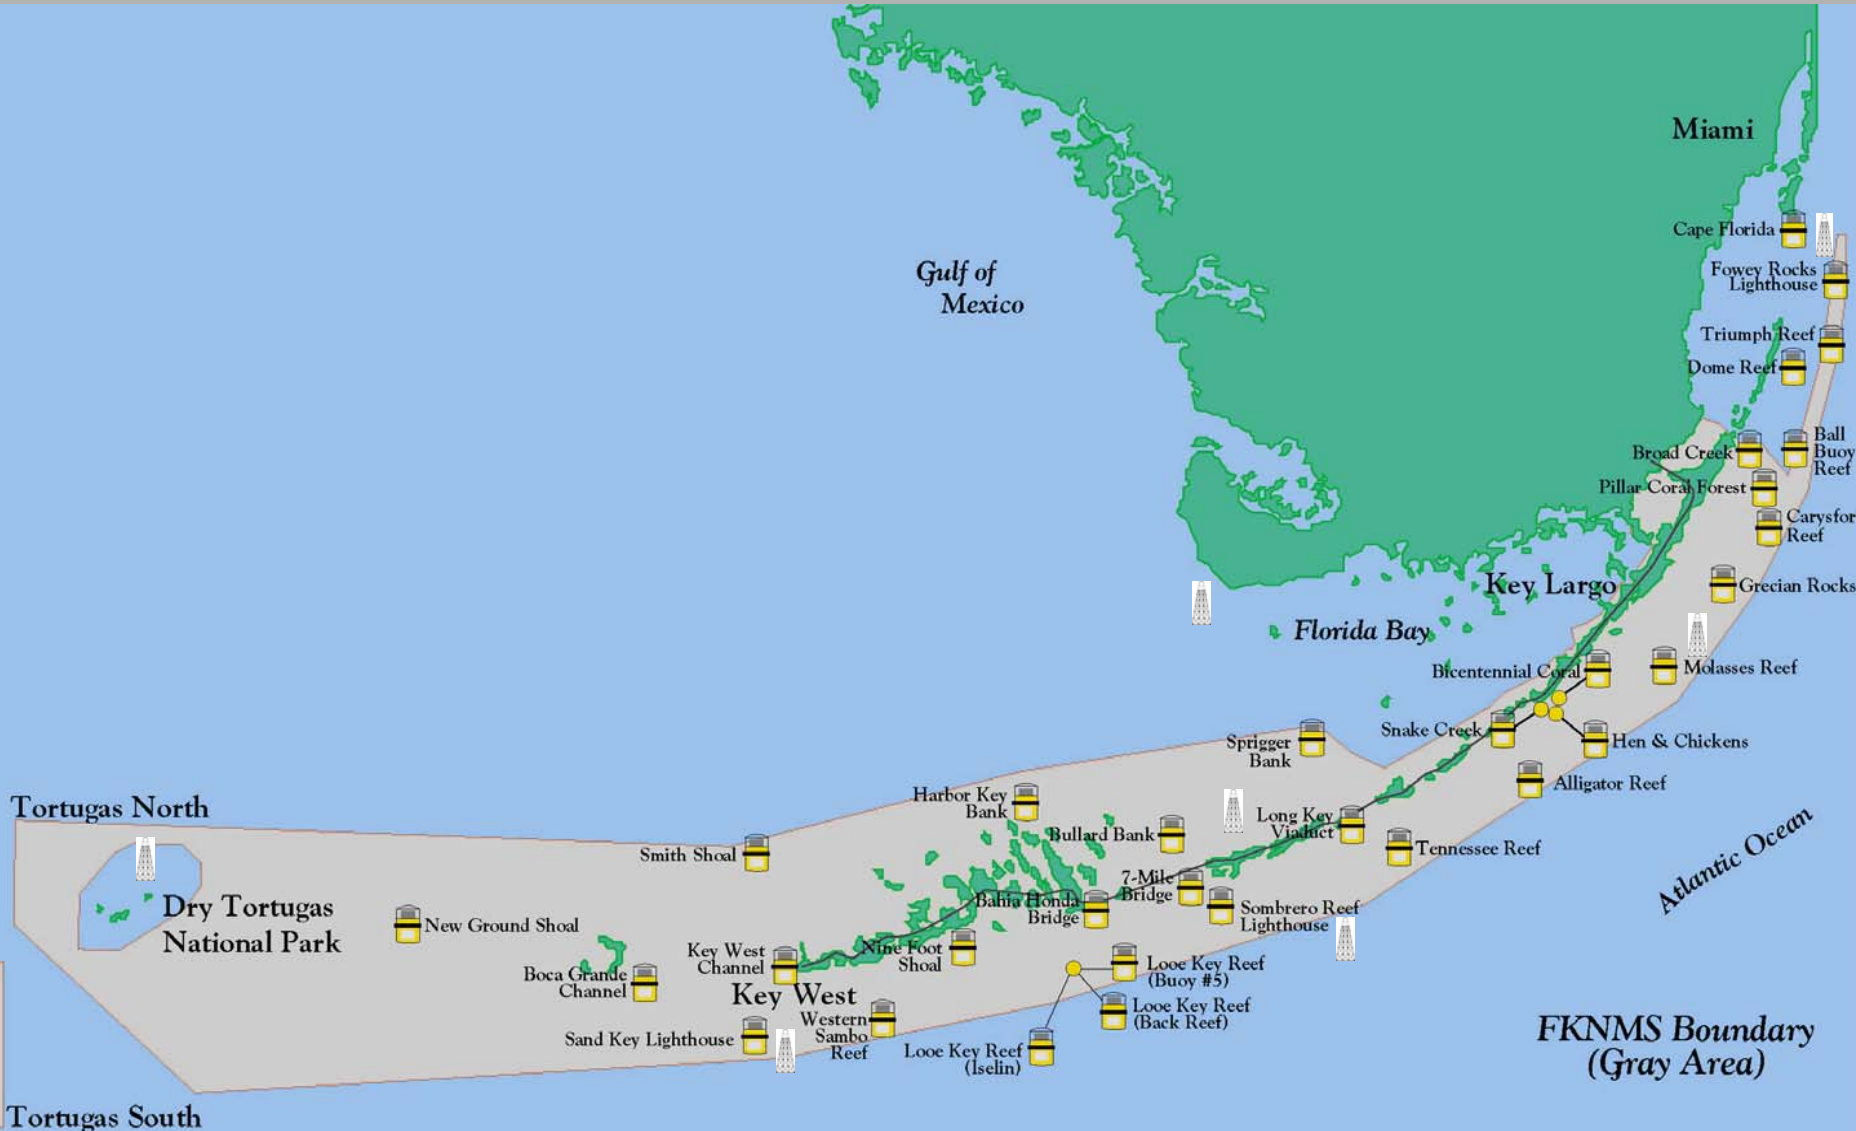 Miami
Cape Florida
Fowey Rocks
Lighthouse
Gulf of
Mexico
Triumph Reef
Dome Reef
Ball
Buoy
Reef
Broad Creek
Pillar Coral Forest
Carysfor
Reef
Key Largo
Grecian Rocks
Florida Bay
Bicentennial Coral
Molasses Reef
Snake Creek
Hen & Chickens
Sprigger
Bank
Alligator Reef
Harbor Key
Bank
Tortugas North
Long Key
Viaduct
Bullard Bank
Atlantic Ocean
Smith Shoal
Tennessee Reef
7-Mile
Bridge
Dry Tortugas
National Park
Bahia Honda
Bridge
Sombrero Reef
Lighthouse
New Ground Shoal
Key West
Channel
Nine Foot
Shoal
Looe Key Reef
(Buoy #5)
Boca Grande
Channel
Key West
Looe Key Reef
(Back Reef)
Western
Sambo
Reef
Sand Key Lighthouse
Looe Key Reef
(Iselin)
FKNMS Boundary
(Gray Area)
Tortugas South